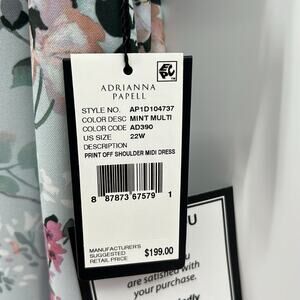 ADRIANNA
PAPELL
STYLE NO. AP1D104737
COLOR DESC MINT MULTI
COLOR CODE AD390
US SIZE 22W
DESCRIPTION
PRINT OFF SHOULDER MIDI DRESS
8 87873 67579 1
MANUFACTURER'S
SUGGESTED
RETAIL PRICE $199.00
U
you
are satisfied with
your purchase.